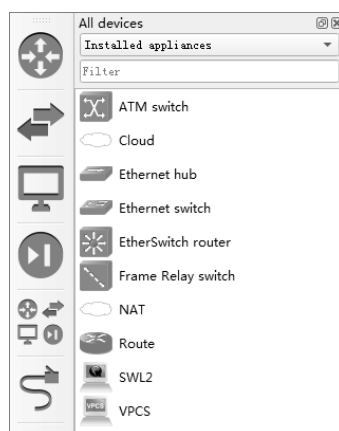 All devices
Installed appliances
Filter
ATM switch
Cloud
Ethernet hub
Ethernet switch
EtherSwitch router
Frame Relay switch
NAT
Route
SWL2
VPCS
VPCS